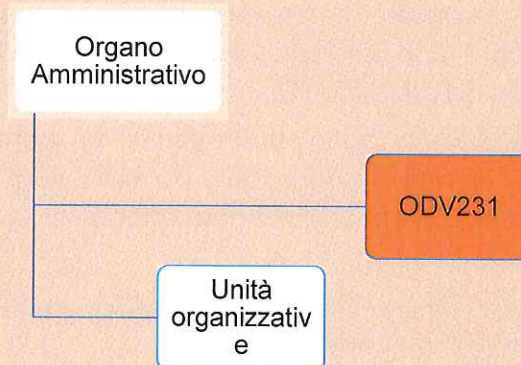 Organo
Amministrativo
ODV231
Unità
organizzativ
e